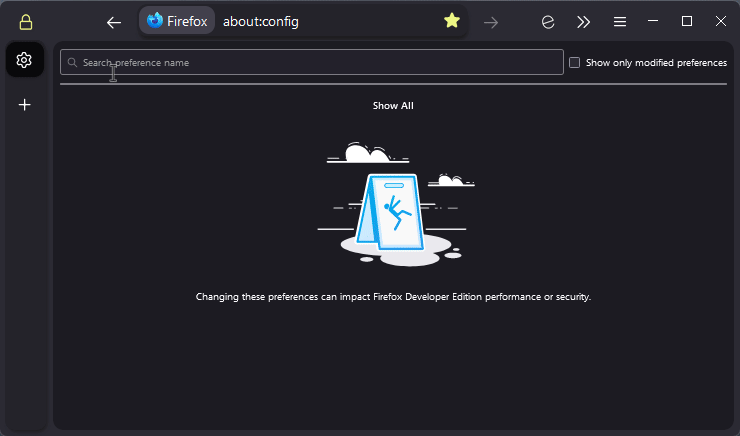 Firefox about:config
Search preference name
Show only modified preferences
Show All
Changing these preferences can impact Firefox Developer Edition performance or security.